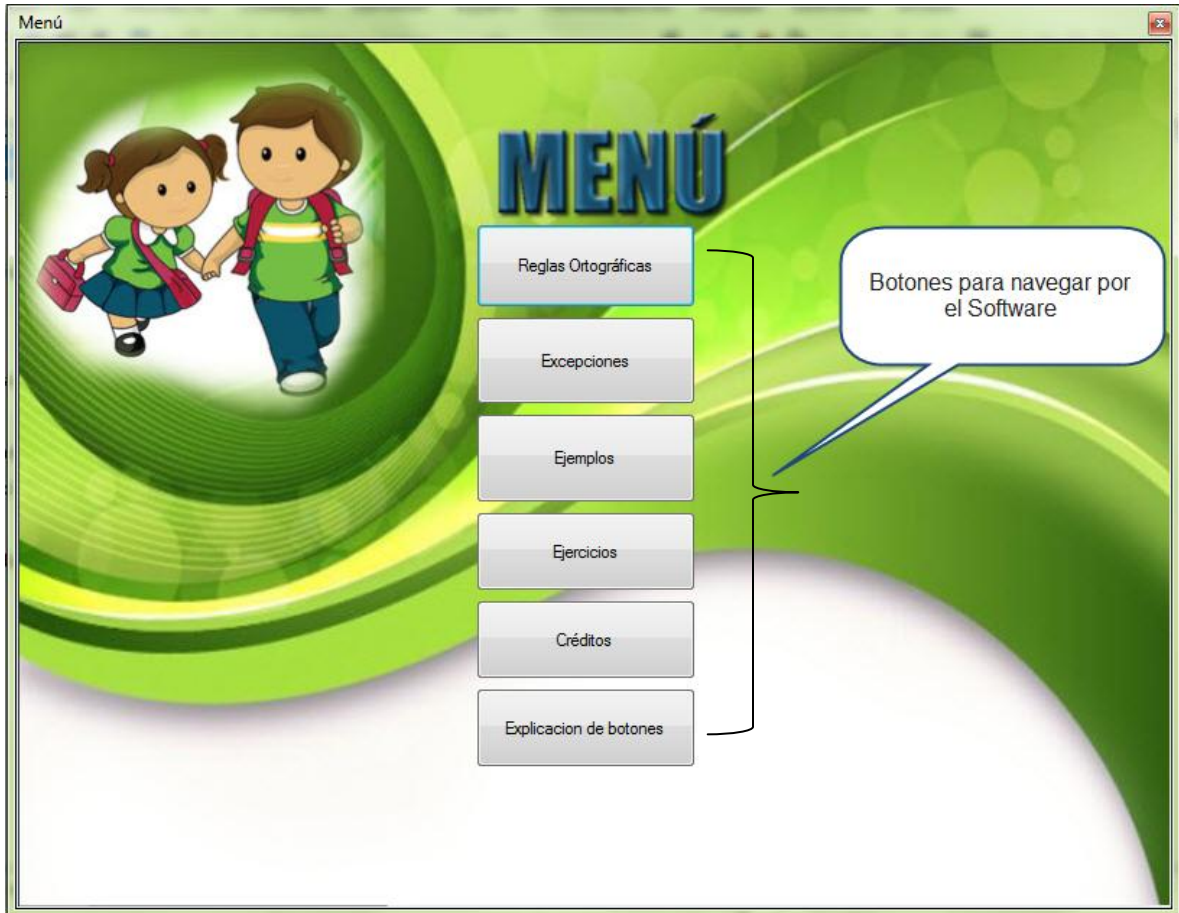 Menú
MENÚ
Reglas Ortográficas
Excepciones
Ejemplos
Ejercicios
Créditos
Explicacion de botones
Botones para navegar por
el Software